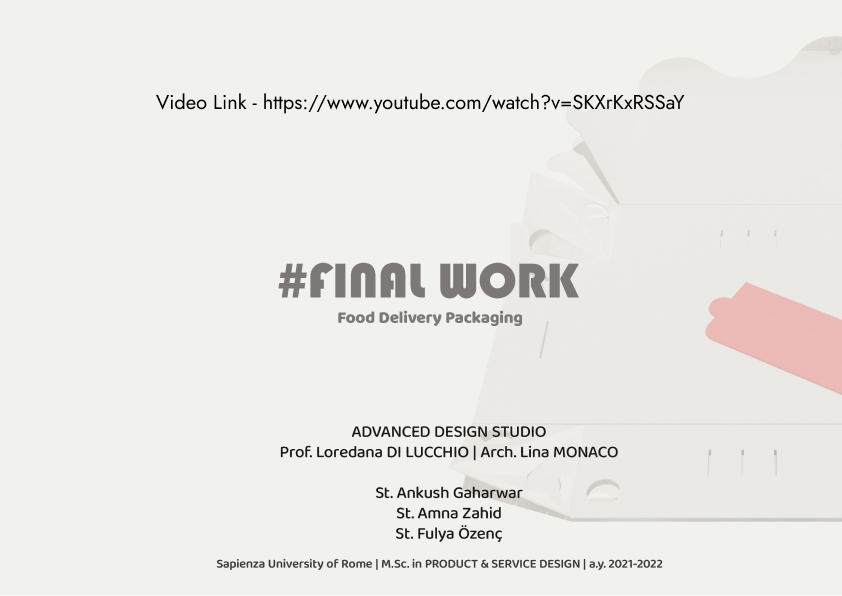 Video Link - https://www.youtube.com/watch?v=SKXrKxRSSaY
#FINAL WORK
Food Delivery Packaging
ADVANCED DESIGN STUDIO
Prof. Loredana DI LUCCHIO | Arch. Lina MONACO
St. Ankush Gaharwar
St. Amna Zahid
St. Fulya Özenç
Sapienza University of Rome | M.Sc. in PRODUCT & SERVICE DESIGN | a.y. 2021-2022